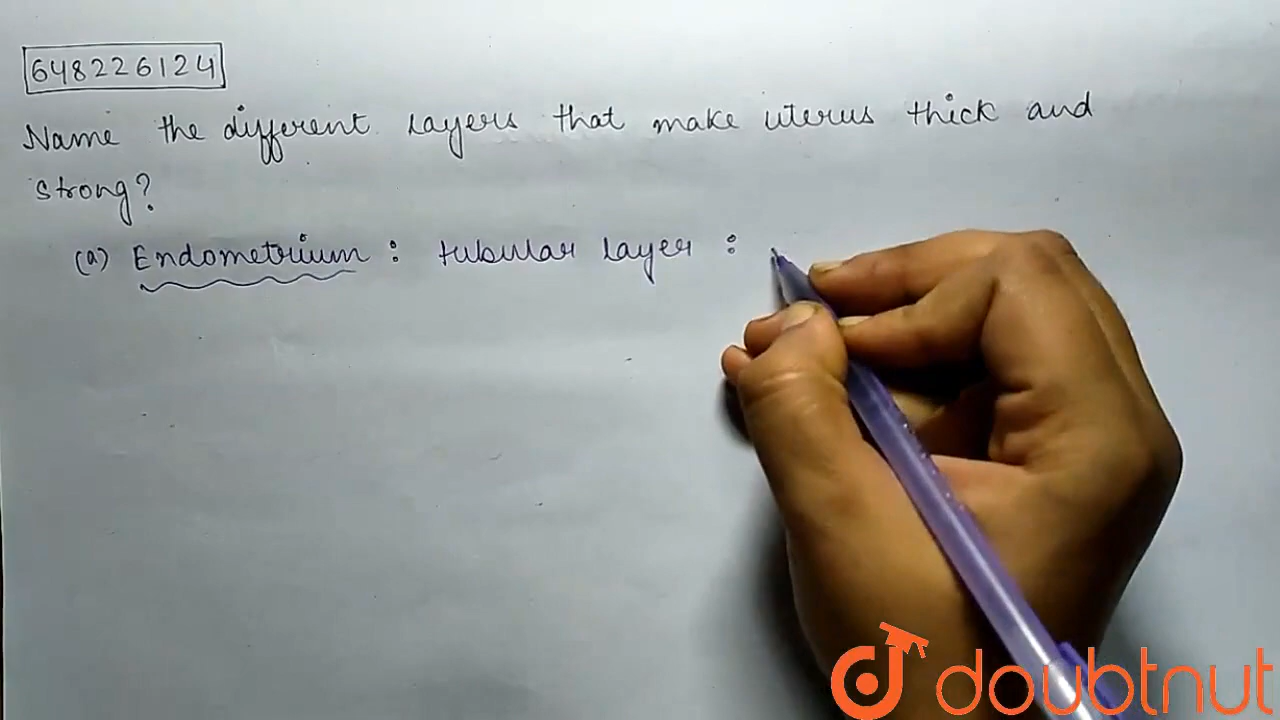 648226124
Name the different layers that make uterus thick and
strong?
(a) Endometrium : tubular layer :
doubtnut